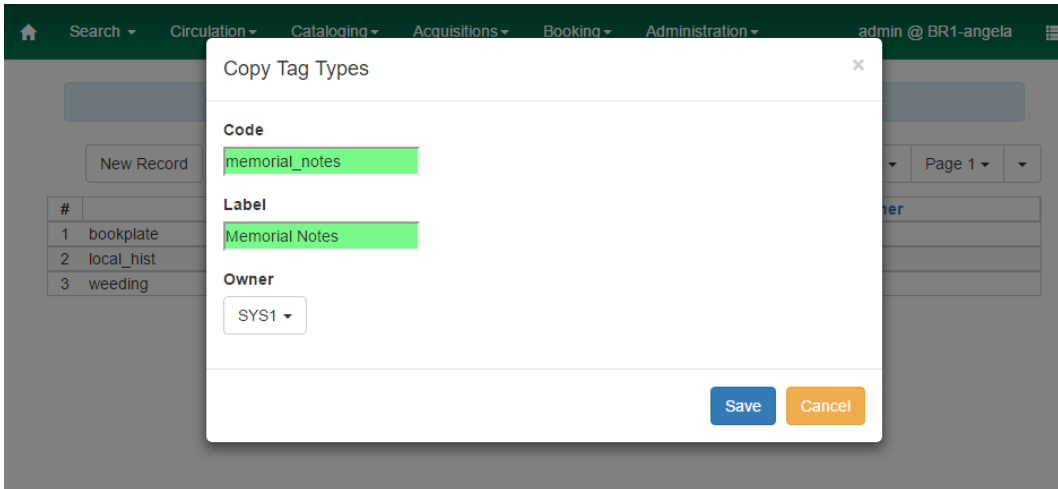 Search Circulation Cataloging Acquisitions Booking Administration admin @ BR1-angela
Copy Tag Types ×
Code
memorial_notes
Label
Memorial Notes
Owner
SYS1
Save Cancel
New Record Page 1
#
1 bookplate
2 local_hist
3 weeding